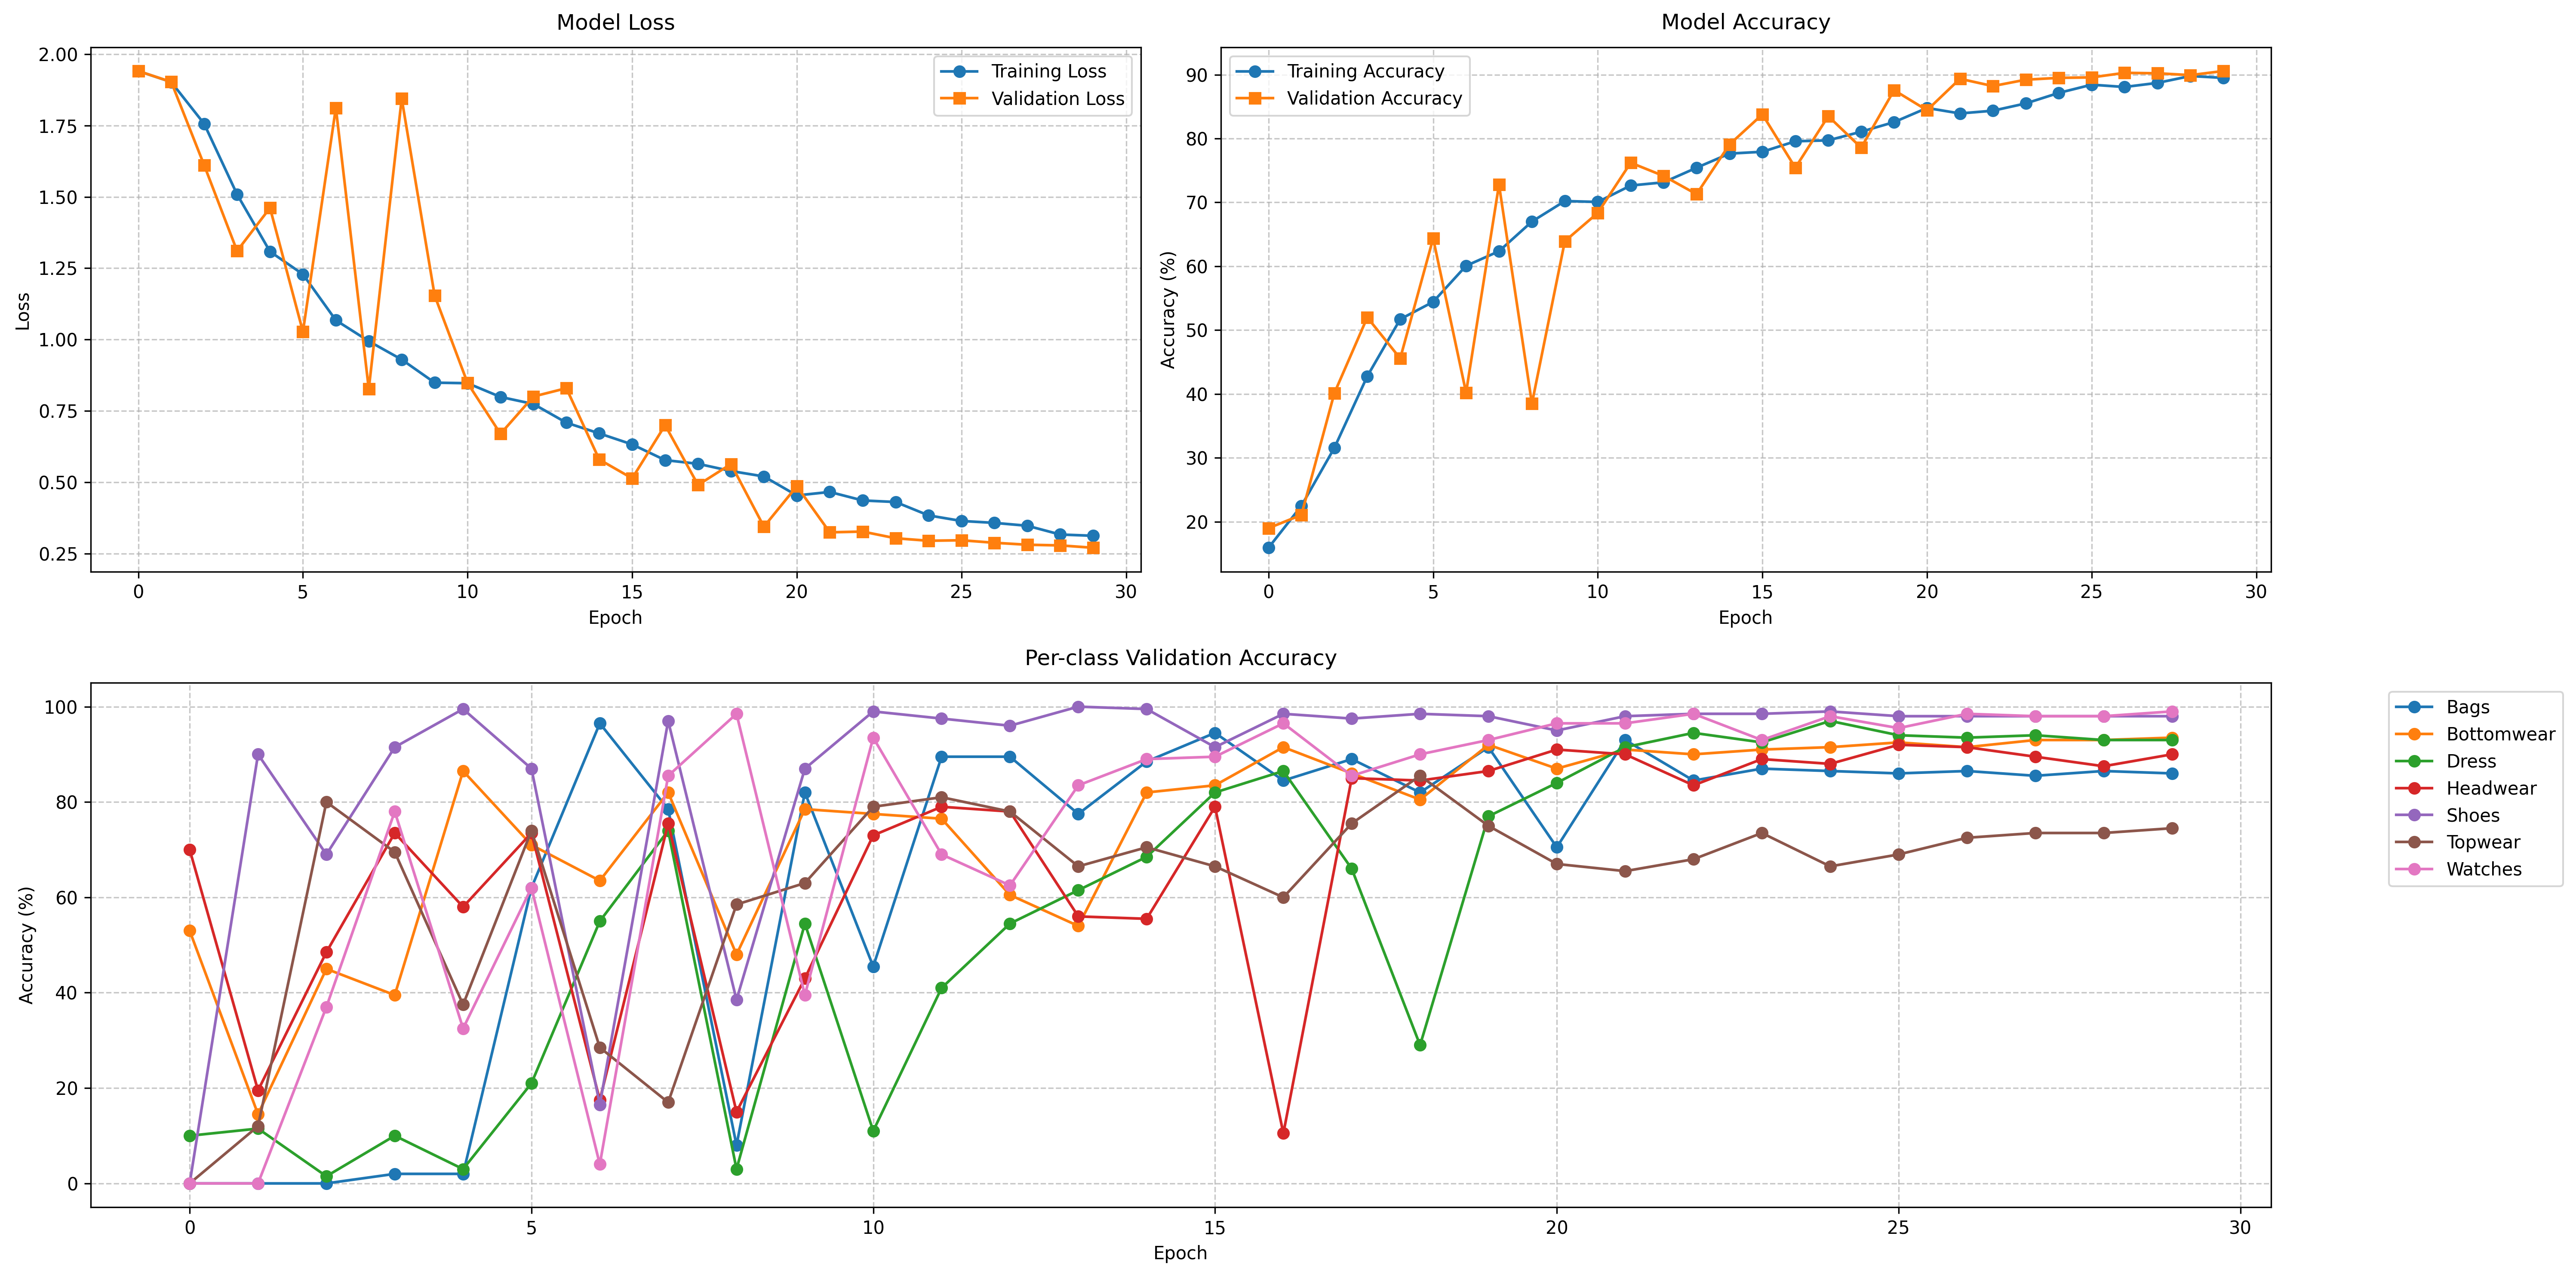 Model Loss
2.00
1.75
1.50
1.25
1.00
0.75
0.50
0.25
Loss
Training Loss
Validation Loss
0 5 10 15 20 25 30
Epoch
Model Accuracy
90
80
70
60
50
40
30
20
Accuracy (%)
Training Accuracy
Validation Accuracy
0 5 10 15 20 25 30
Epoch
Per-class Validation Accuracy
100
80
60
40
20
0
Accuracy (%)
0 5 10 15 20 25 30
Epoch
Bags
Bottomwear
Dress
Headwear
Shoes
Topwear
Watches